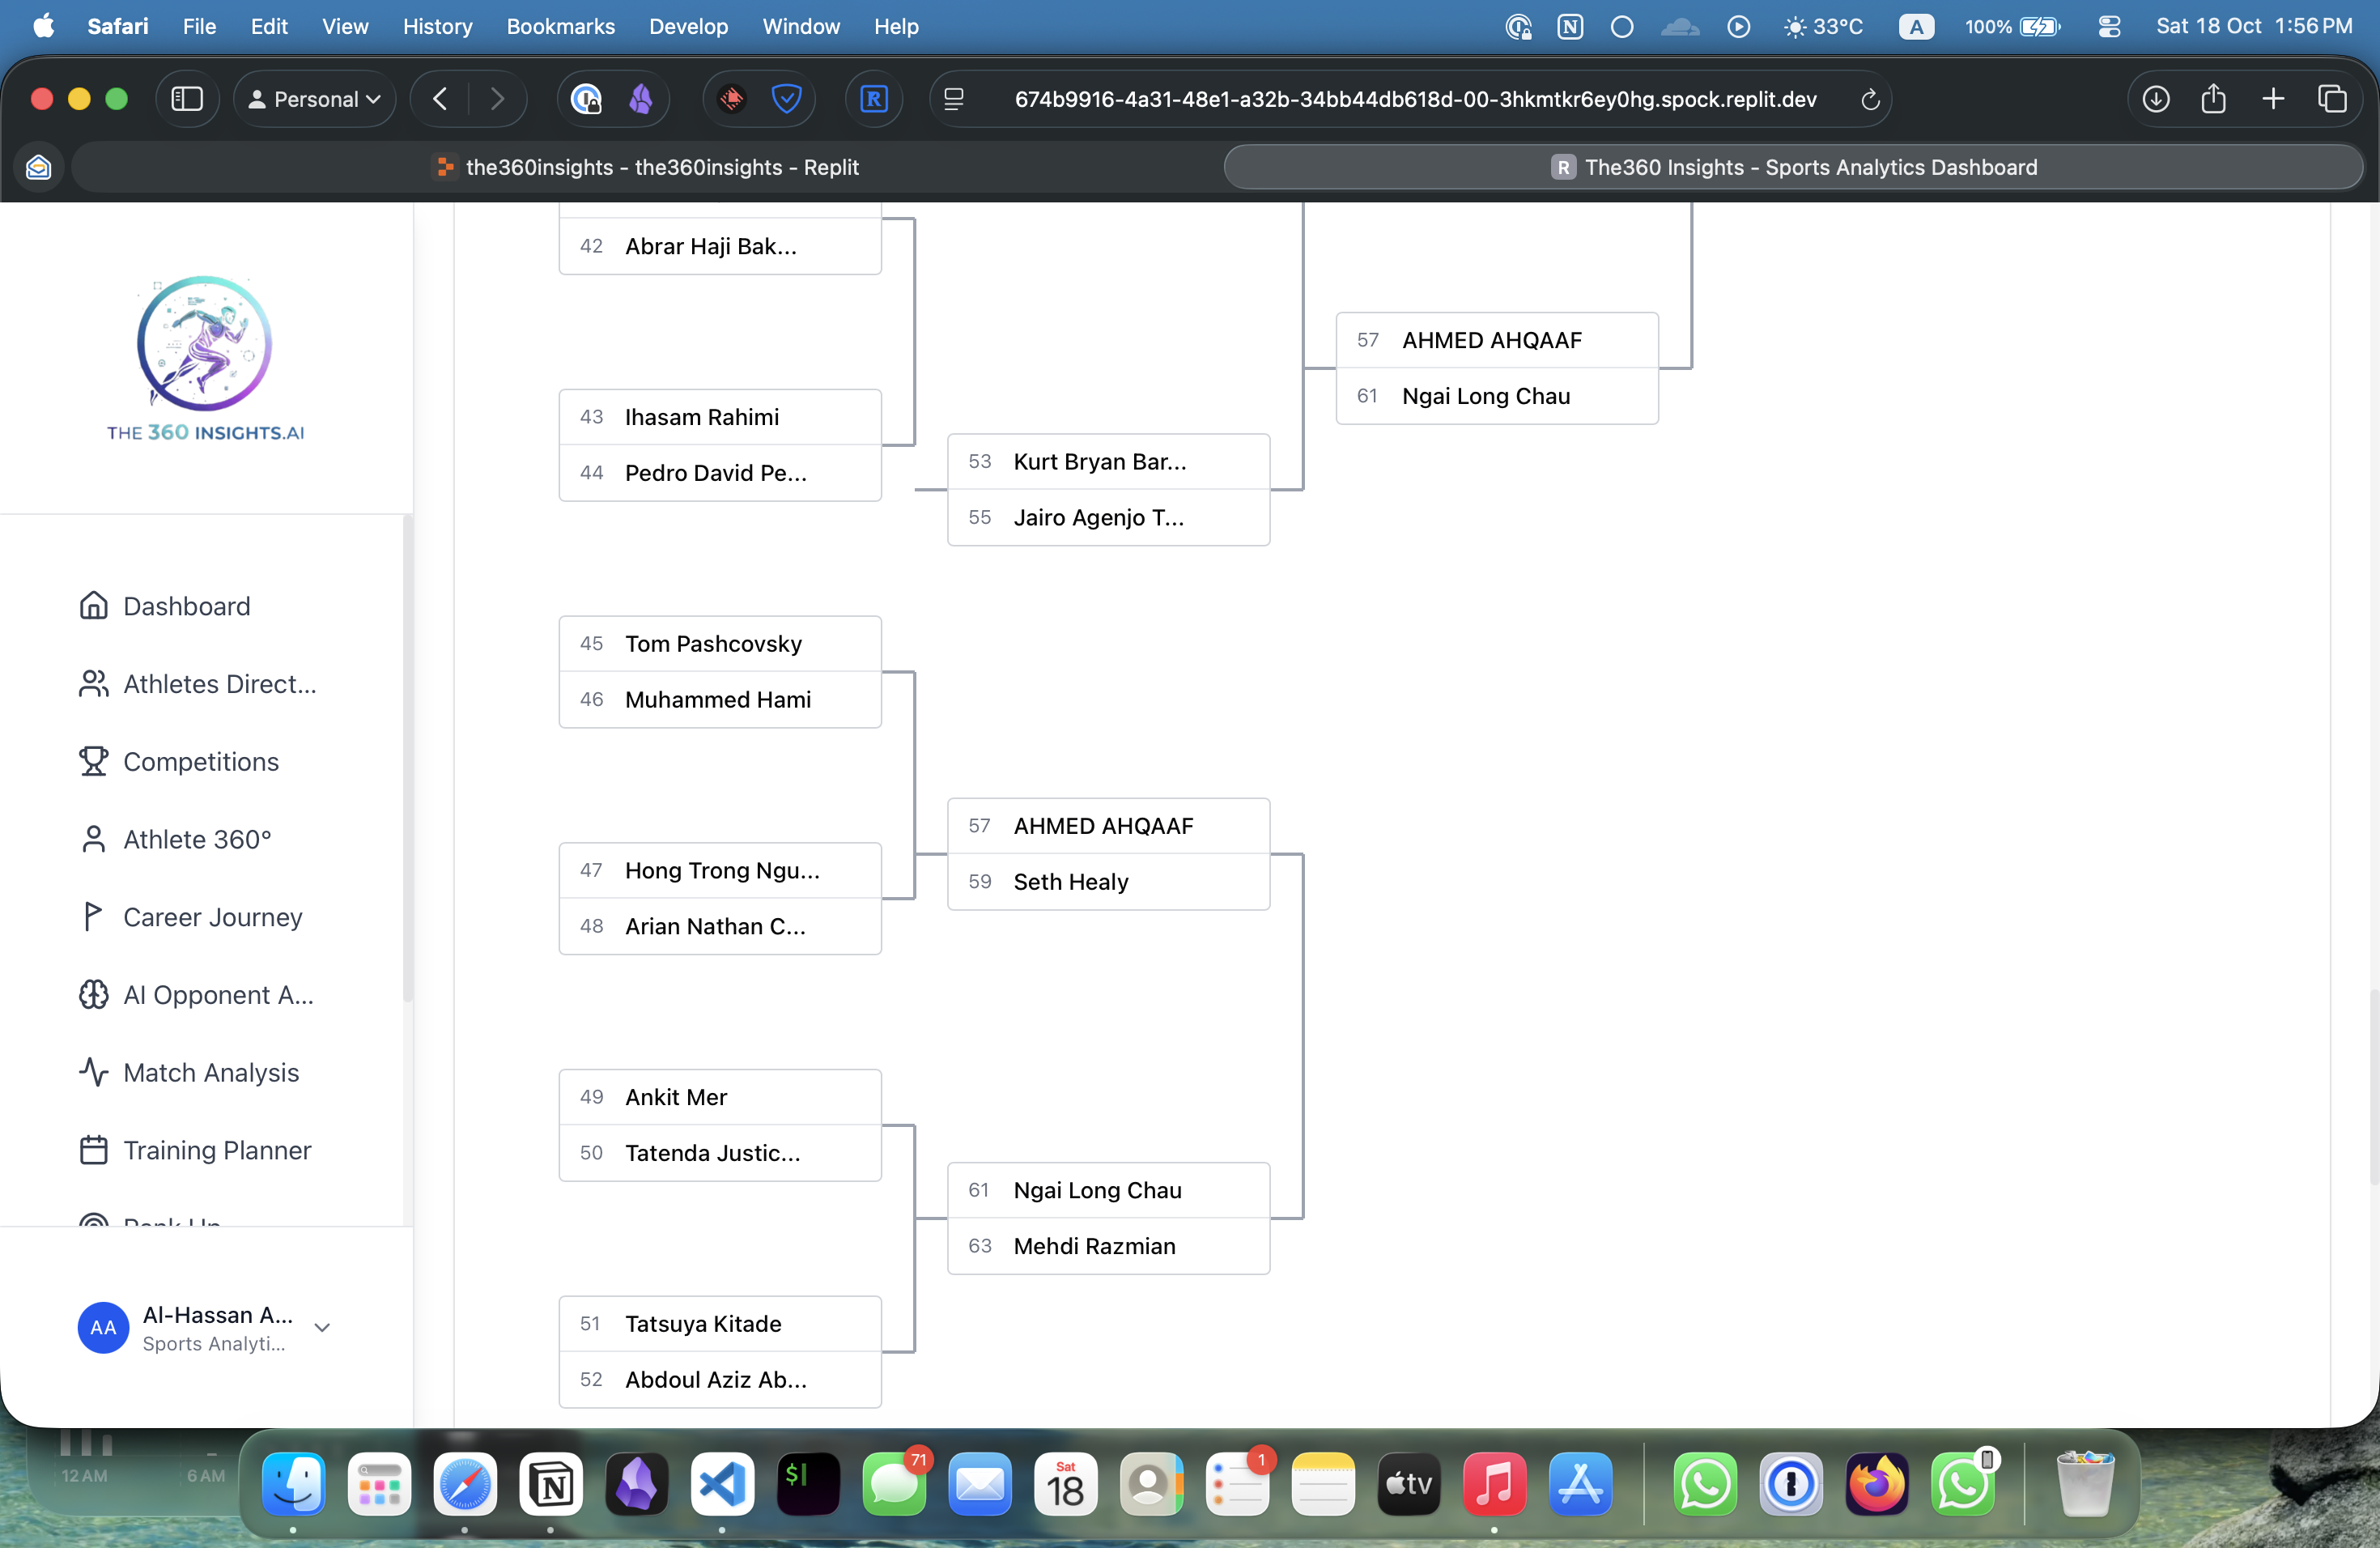 Safari File Edit View History Bookmarks Develop Window Help
N 33°C A 100% Sat 18 Oct 1:56 PM
Personal R 674b9916-4a31-48e1-a32b-34bb44db618d-00-3hkmtkr6ey0hg.spock.replit.dev
the360insights - the360insights - Replit
R The360 Insights - Sports Analytics Dashboard
THE 360 INSIGHTS.AI
Dashboard
Athletes Direct...
Competitions
Athlete 360°
Career Journey
AI Opponent A...
Match Analysis
Training Planner
Rank Up
AA Al-Hassan A...
Sports Analyti...
42 Abrar Haji Bak...
43 Ihasam Rahimi
44 Pedro David Pe...
45 Tom Pashcovsky
46 Muhammed Hami
47 Hong Trong Ngu...
48 Arian Nathan C...
49 Ankit Mer
50 Tatenda Justic...
51 Tatsuya Kitade
52 Abdoul Aziz Ab...
53 Kurt Bryan Bar...
55 Jairo Agenjo T...
57 AHMED AHQAAF
59 Seth Healy
61 Ngai Long Chau
63 Mehdi Razmian
57 AHMED AHQAAF
61 Ngai Long Chau
12 AM 6 AM
N $ 71 Sat 18 1 tv